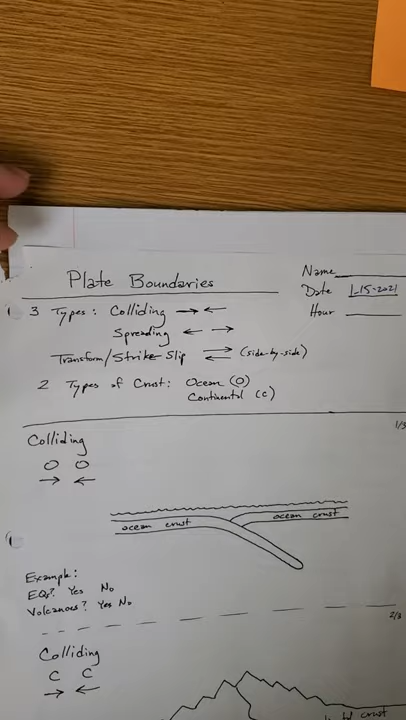 Plate Boundaries
Name
Date 1-15-2021
Hour
3 Types: Colliding → ←
Spreading ← →
Transform/Strike-Slip (side-by-side)
2 Types of Crust: Ocean (O)
Continental (C)
1/3
Colliding
O O
→ ←
ocean crust
ocean crust
Example:
EQs? Yes No
Volcanoes? Yes No
2/3
Colliding
C C
→ ←
crust